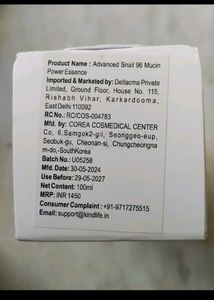 Product Name : Advanced Snail 96 Mucin
Power Essence
Imported & Marketed by: Deltacma Private
Limited, Ground Floor, House No. 115,
Rishabh Vihar, Karkardooma,
East Delhi 110092
RC No.: RC/COS-004783
Mfd. by: COREA COSMEDICAL CENTER
Co, 6,Samgok2-gil, Seonggeo-eup,
Seobuk-gu, Cheonan-si, Chungcheongna
m-do,-SouthKorea
Batch No.: U05258
Mfd. Date: 30-05-2024
Use Before : 29-05-2027
Net Content: 100ml
MRP: INR 1450
Consumer Complaint : +91-9717275515
Email : support@kindlife.in